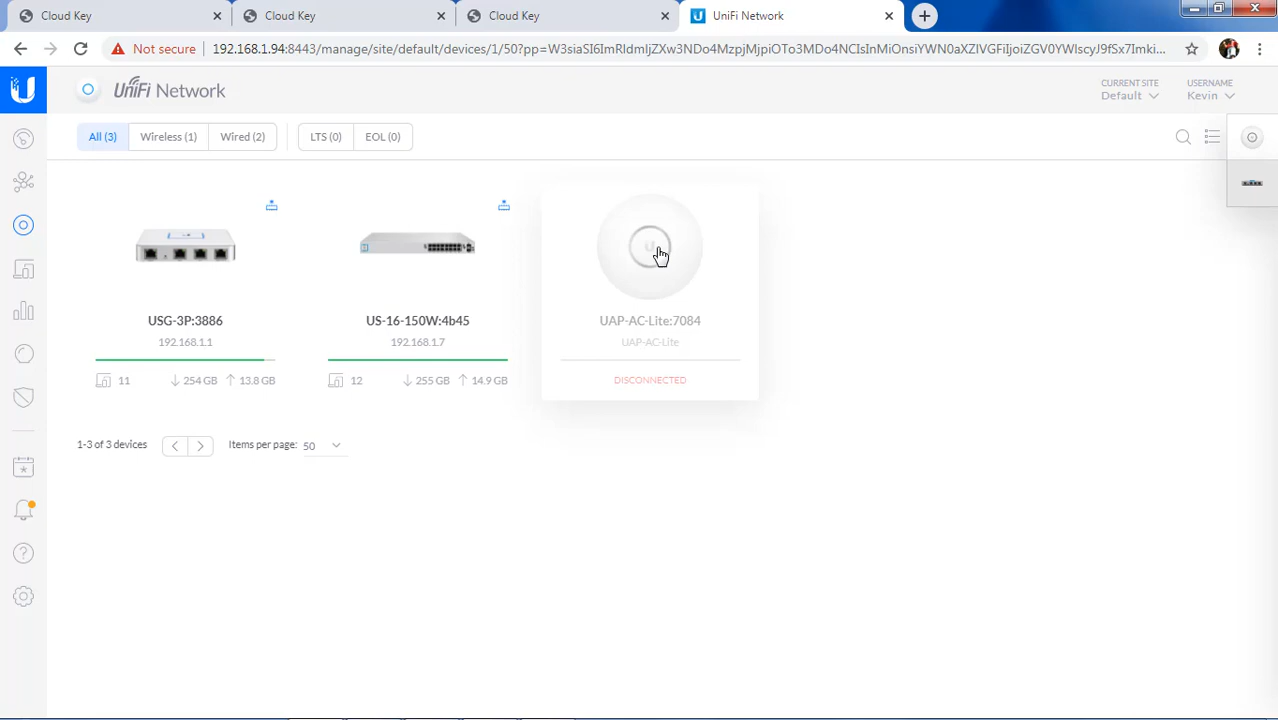 Cloud Key
Cloud Key
Cloud Key
UniFi Network
Not secure
192.168.1.94:8443/manage/site/default/devices/1/50?pp=W3siaSI6ImRldmljZXw3NDo4MzpjMjpiOTo3MDo4NCIsInMiOnsiYWN0aXZlVGFiIjoiZGV0YWlscyJ9fSx7Imki...
UniFi Network
CURRENT SITE
Default
USERNAME
Kevin
All (3)
Wireless (1)
Wired (2)
LTS (0)
EOL (0)
USG-3P:3886
192.168.1.1
11
254 GB
13.8 GB
US-16-150W:4b45
192.168.1.7
12
255 GB
14.9 GB
UAP-AC-Lite:7084
UAP-AC-Lite
DISCONNECTED
1-3 of 3 devices
Items per page: 50